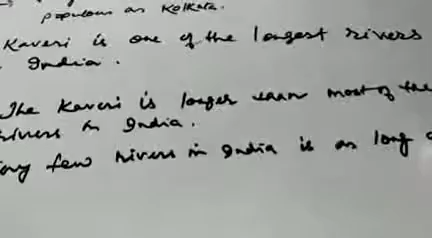 populous as Kolkata.
Kaveri is one of the longest rivers
India.
The Kaveri is longer than most of the
rivers in India.
few rivers in India is as long